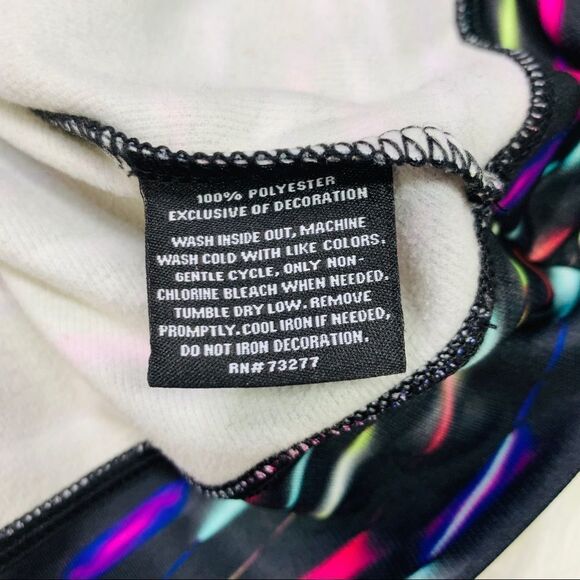 100% POLYESTER
EXCLUSIVE OF DECORATION
WASH INSIDE OUT, MACHINE
WASH COLD WITH LIKE COLORS.
GENTLE CYCLE, ONLY NON-
CHLORINE BLEACH WHEN NEEDED.
TUMBLE DRY LOW. REMOVE
PROMPTLY. COOL IRON IF NEEDED,
DO NOT IRON DECORATION.
RN# 73277